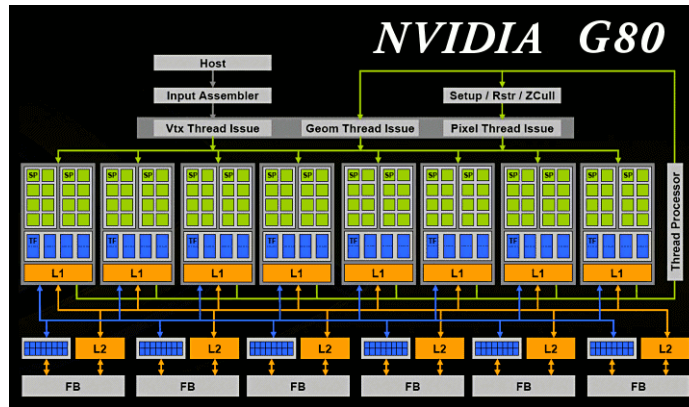 NVIDIA G80
Host
Input Assembler
Setup / Rstr / ZCull
Vtx Thread Issue Geom Thread Issue Pixel Thread Issue
SP SP SP SP SP SP SP SP SP SP SP SP SP SP SP SP
Thread Processor
TF TF TF TF TF TF TF TF
L1 L1 L1 L1 L1 L1 L1 L1
L2 L2 L2 L2 L2 L2
FB FB FB FB FB FB